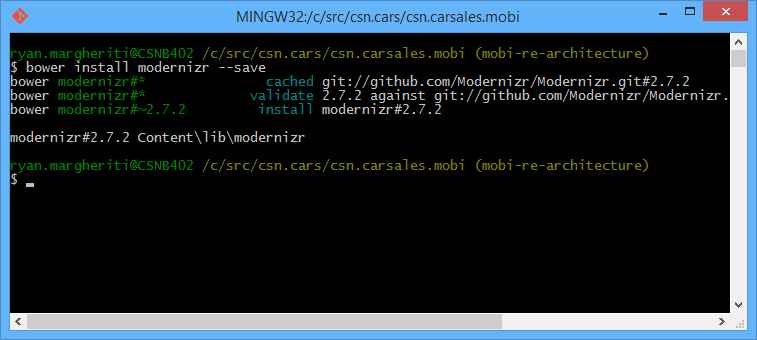 MINGW32:/c/src/csn.cars/csn.carsales.mobi
ryan.margheriti@CSNB402 /c/src/csn.cars/csn.carsales.mobi (mobi-re-architecture)
$ bower install modernizr --save
bower modernizr#* cached git://github.com/Modernizr/Modernizr.git#2.7.2
bower modernizr#* validate 2.7.2 against git://github.com/Modernizr/Modernizr.
bower modernizr#~2.7.2 install modernizr#2.7.2
modernizr#2.7.2 Content\lib\modernizr
ryan.margheriti@CSNB402 /c/src/csn.cars/csn.carsales.mobi (mobi-re-architecture)
$